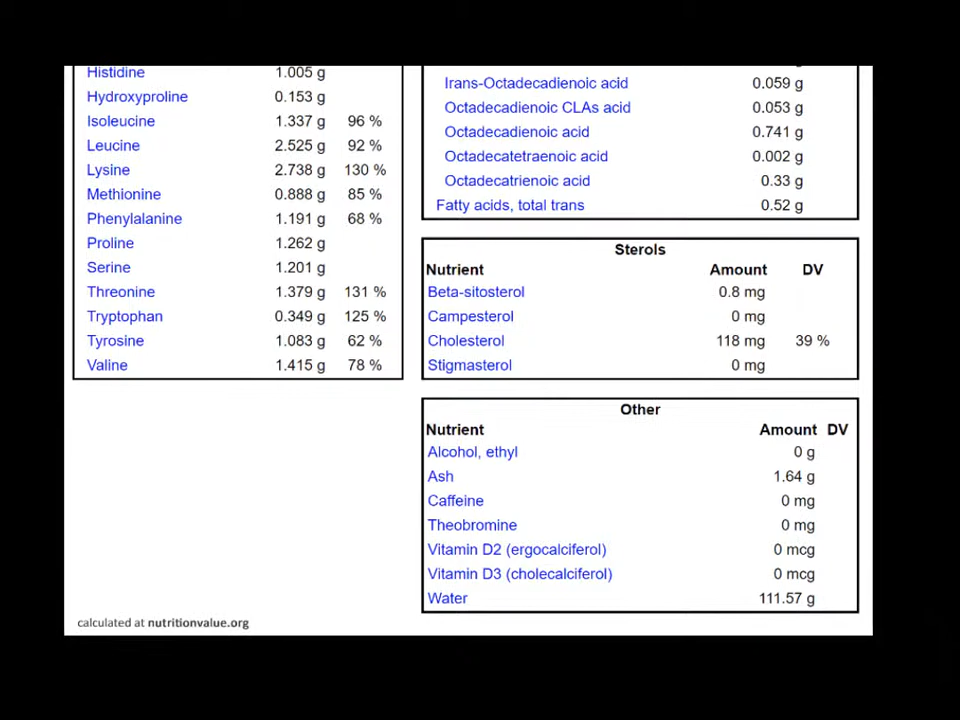 Histidine 1.005 g
Hydroxyproline 0.153 g
Isoleucine 1.337 g 96 %
Leucine 2.525 g 92 %
Lysine 2.738 g 130 %
Methionine 0.888 g 85 %
Phenylalanine 1.191 g 68 %
Proline 1.262 g
Serine 1.201 g
Threonine 1.379 g 131 %
Tryptophan 0.349 g 125 %
Tyrosine 1.083 g 62 %
Valine 1.415 g 78 %
Trans-Octadecadienoic acid 0.059 g
Octadecadienoic CLAs acid 0.053 g
Octadecadienoic acid 0.741 g
Octadecatetraenoic acid 0.002 g
Octadecatrienoic acid 0.33 g
Fatty acids, total trans 0.52 g
Sterols
Nutrient Amount DV
Beta-sitosterol 0.8 mg
Campesterol 0 mg
Cholesterol 118 mg 39 %
Stigmasterol 0 mg
Other
Nutrient Amount DV
Alcohol, ethyl 0 g
Ash 1.64 g
Caffeine 0 mg
Theobromine 0 mg
Vitamin D2 (ergocalciferol) 0 mcg
Vitamin D3 (cholecalciferol) 0 mcg
Water 111.57 g
calculated at nutritionvalue.org